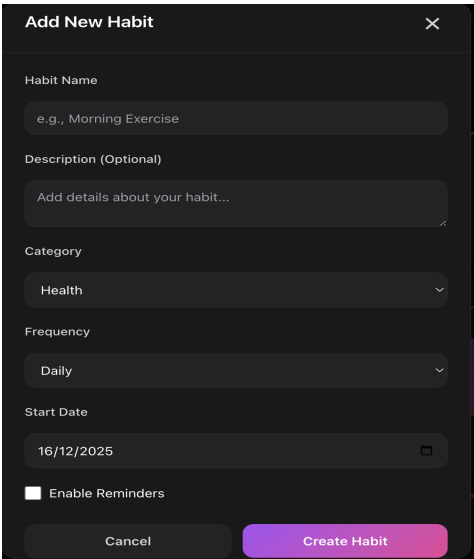 Add New Habit
Habit Name
e.g., Morning Exercise
Description (Optional)
Add details about your habit...
Category
Health
Frequency
Daily
Start Date
16/12/2025
Enable Reminders
Cancel
Create Habit